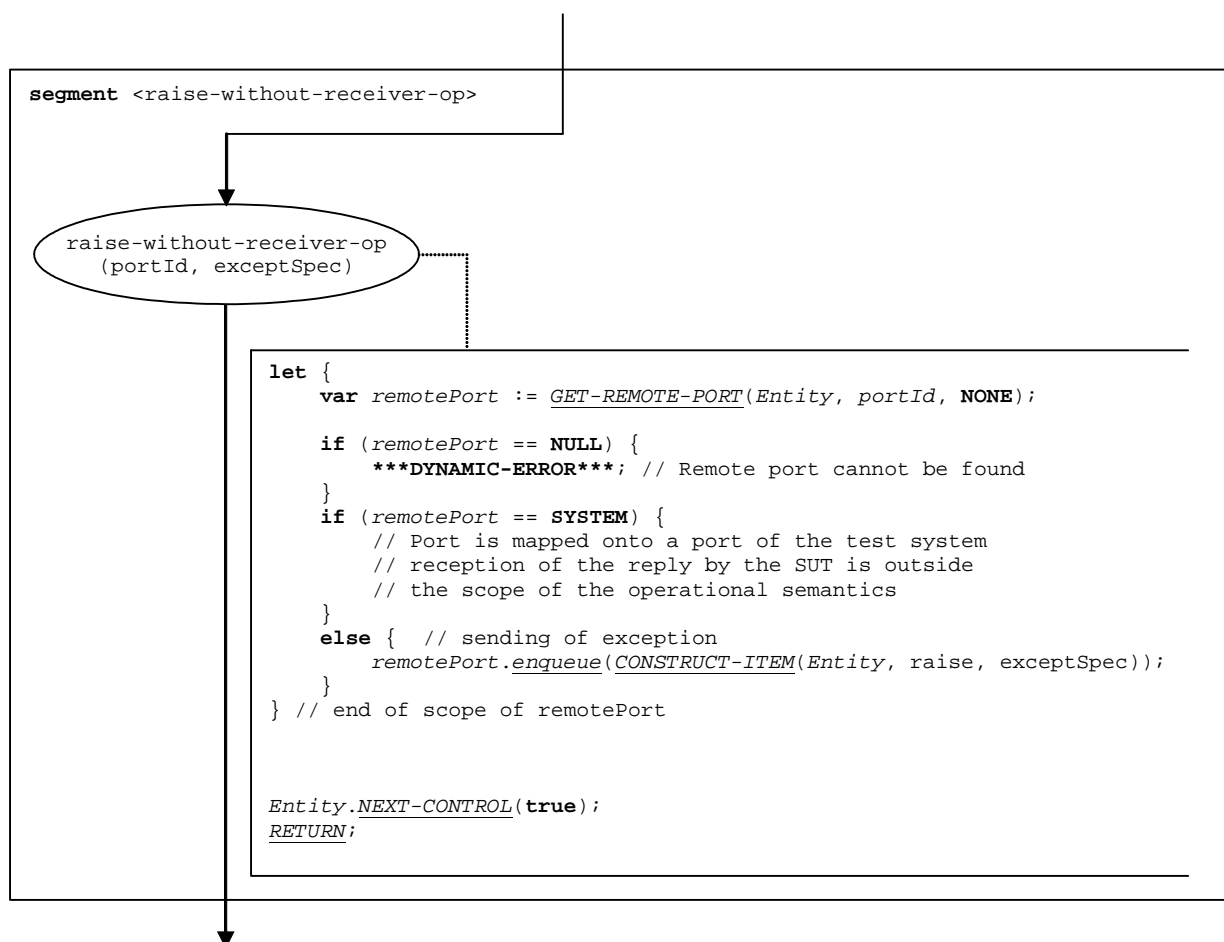 segment <raise-without-receiver-op>
raise-without-receiver-op
(portId, exceptSpec)
let {
var remotePort := GET-REMOTE-PORT(Entity, portId, NONE);
if (remotePort == NULL) {
***DYNAMIC-ERROR***; // Remote port cannot be found
}
if (remotePort == SYSTEM) {
// Port is mapped onto a port of the test system
// reception of the reply by the SUT is outside
// the scope of the operational semantics
}
else { // sending of exception
remotePort.enqueue(CONSTRUCT-ITEM(Entity, raise, exceptSpec));
}
} // end of scope of remotePort
Entity.NEXT-CONTROL(true);
RETURN;